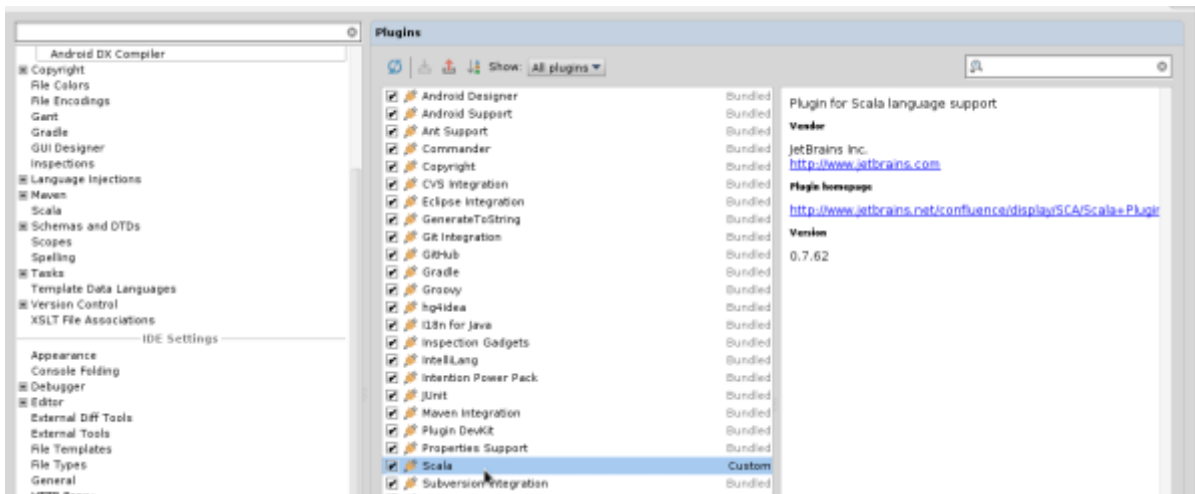 Android DX Compiler
Copyright
File Colors
File Encodings
Gant
Gradle
GUI Designer
Inspections
Language Injections
Maven
Scala
Schemas and DTDs
Scopes
Spelling
Tasks
Template Data Languages
Version Control
XSLT File Associations
IDE Settings
Appearance
Console Folding
Debugger
Editor
External Diff Tools
External Tools
File Templates
File Types
General
Plugins
Show: All plugins
Android Designer Bundled
Android Support Bundled
Ant Support Bundled
Commander Bundled
Copyright Bundled
CVS Integration Bundled
Eclipse Integration Bundled
GenerateToString Bundled
Git Integration Bundled
GitHub Bundled
Gradle Bundled
Groovy Bundled
hg4idea Bundled
I18n for Java Bundled
Inspection Gadgets Bundled
IntelliLang Bundled
Intention Power Pack Bundled
JUnit Bundled
Maven Integration Bundled
Plugin DevKit Bundled
Properties Support Bundled
Scala Custom
Subversion Integration Bundled
Plugin for Scala language support
Vendor
JetBrains Inc.
http://www.jetbrains.com
Plugin homepage
http://www.jetbrains.net/confluence/display/SCA/Scala+Plugin
Version
0.7.62